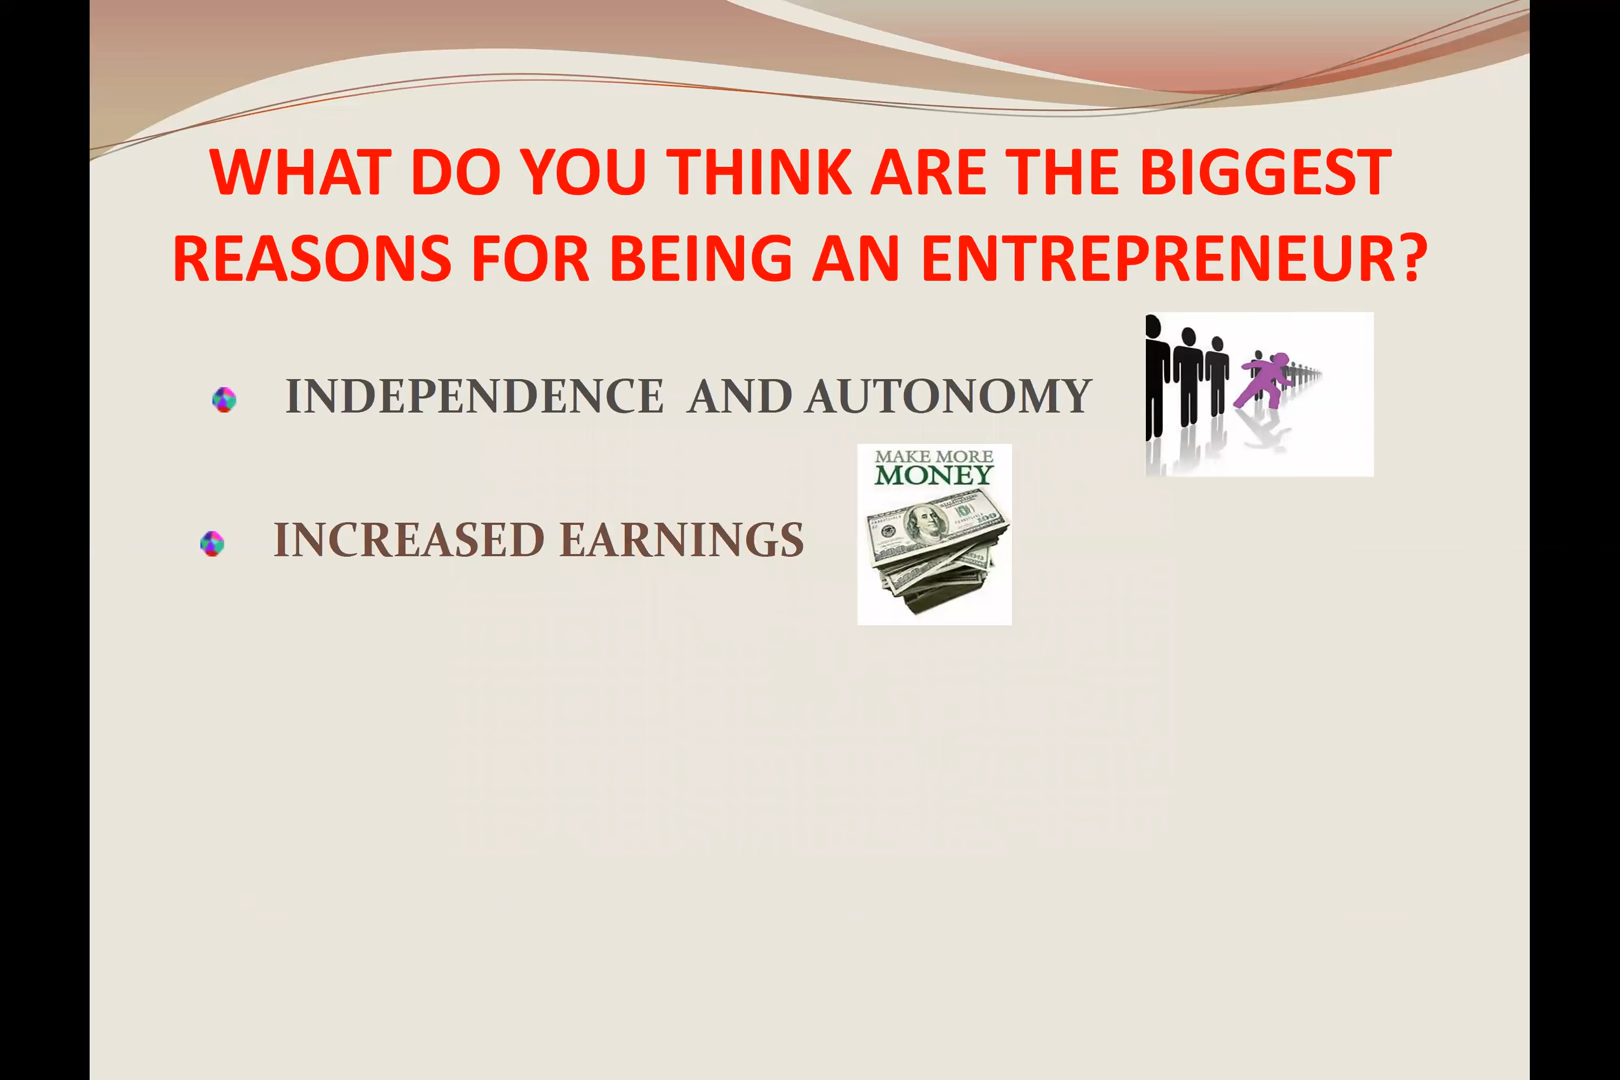 WHAT DO YOU THINK ARE THE BIGGEST
REASONS FOR BEING AN ENTREPRENEUR?
INDEPENDENCE AND AUTONOMY
MAKE MORE
MONEY
INCREASED EARNINGS